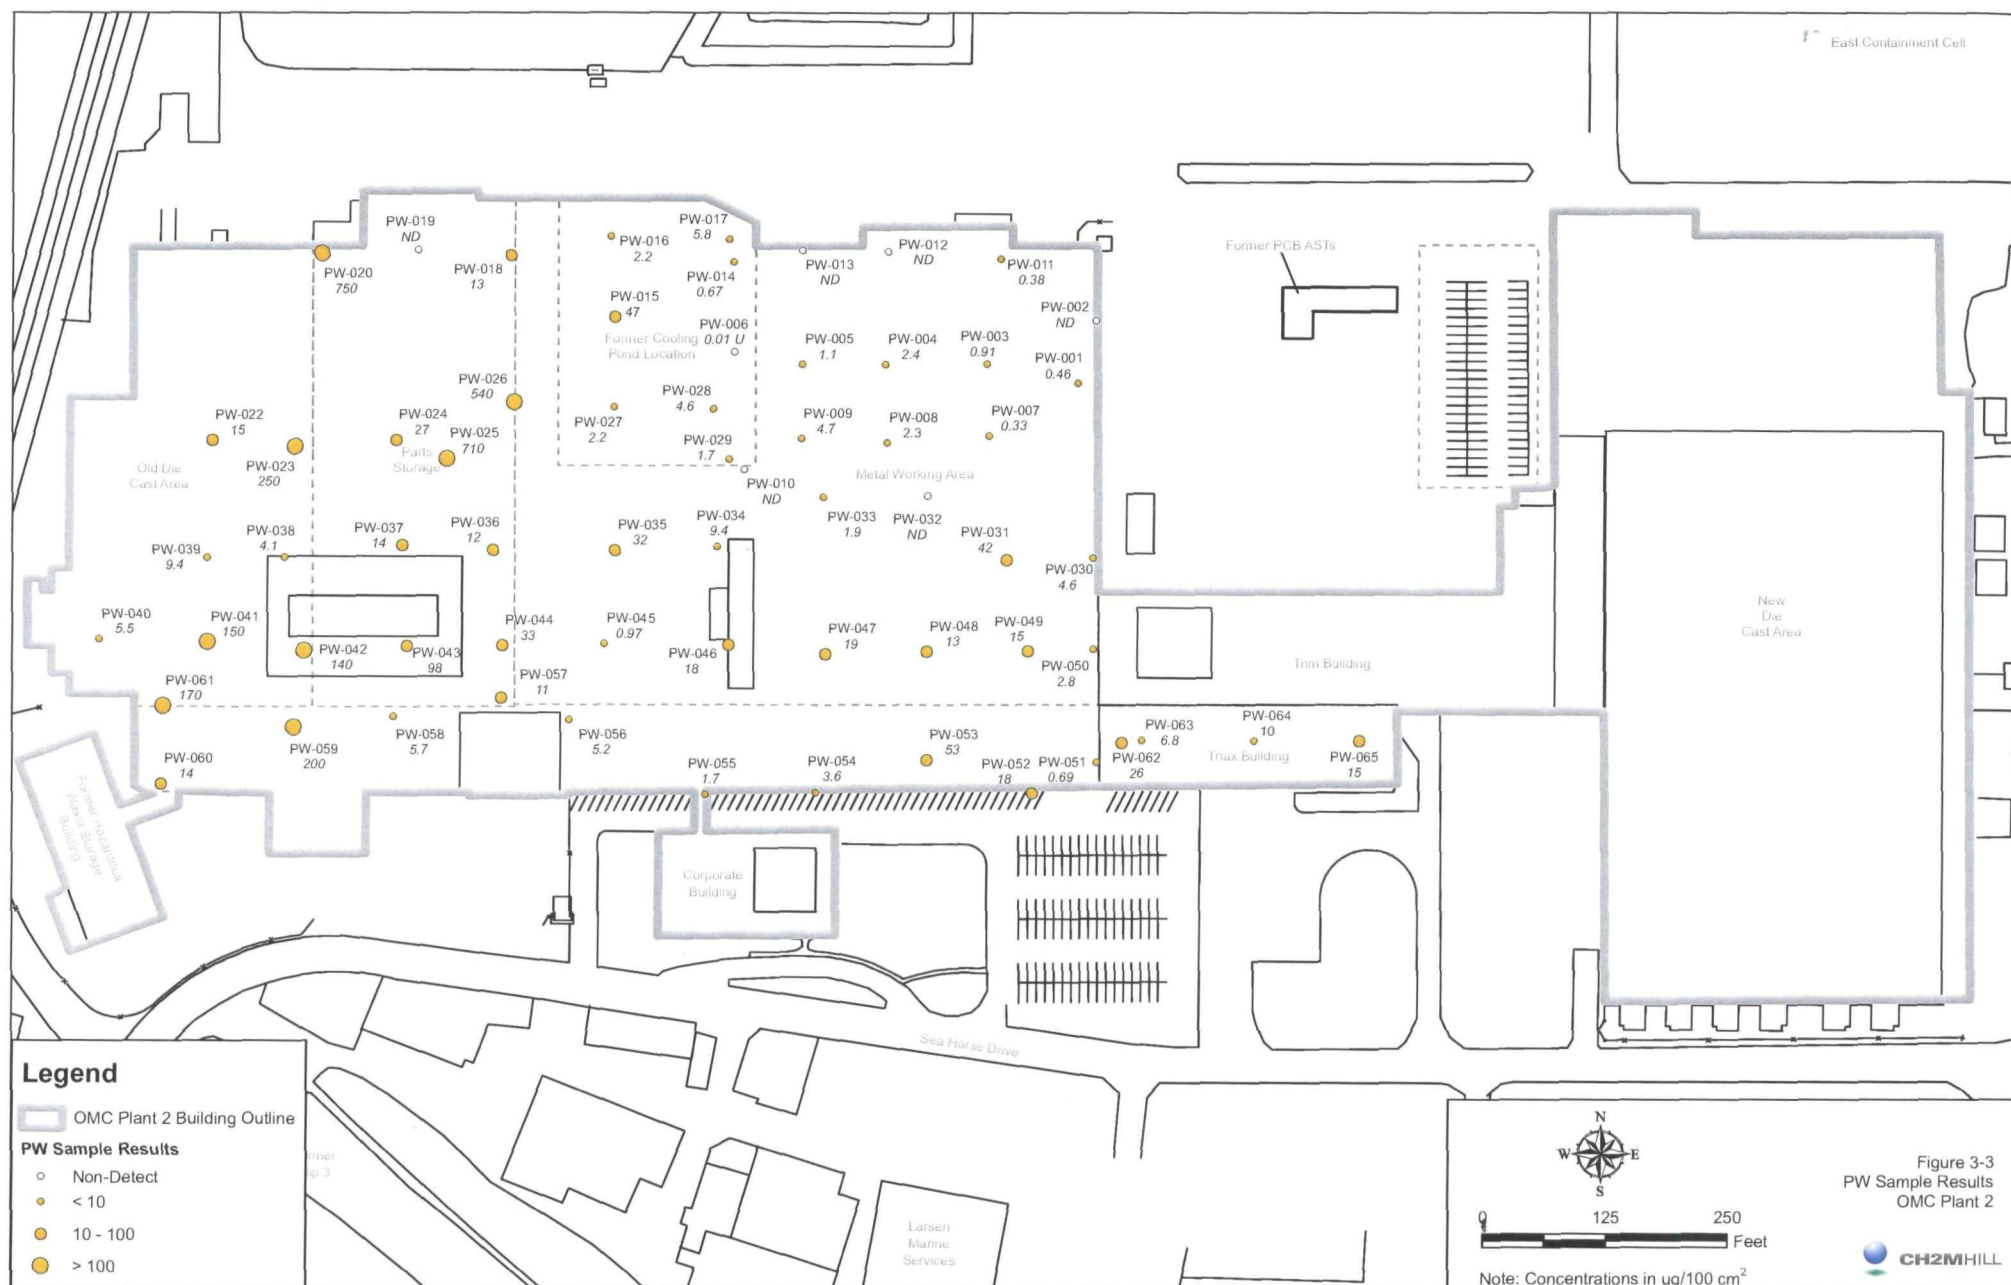 East Containment Cell
PW-019
ND
PW-020
750
PW-018
13
PW-016
2.2
PW-017
5.8
PW-014
0.67
PW-015
47
PW-006
0.01 U
Former Cooling
Pond Location
PW-013
ND
PW-012
ND
PW-011
0.38
PW-002
ND
Former PCB ASTs
PW-005
1.1
PW-004
2.4
PW-003
0.91
PW-001
0.46
PW-026
540
PW-028
4.6
PW-027
2.2
PW-029
1.7
PW-009
4.7
PW-008
2.3
PW-007
0.33
PW-022
15
PW-023
250
PW-024
27
PW-025
710
Parts
Storage
Old Die
Cast Area
PW-010
ND
Metal Working Area
PW-033
1.9
PW-032
ND
PW-031
42
PW-030
4.6
PW-039
9.4
PW-038
4.1
PW-037
14
PW-036
12
PW-035
32
PW-034
9.4
PW-040
5.5
PW-041
150
PW-042
140
PW-043
98
PW-044
33
PW-045
0.97
PW-046
18
PW-047
19
PW-048
13
PW-049
15
PW-050
2.8
New
Die
Cast Area
Trim Building
PW-061
170
PW-057
11
PW-060
14
PW-059
200
PW-058
5.7
PW-056
5.2
PW-055
1.7
PW-054
3.6
PW-053
53
PW-052
18
PW-051
0.69
PW-062
26
PW-063
6.8
PW-064
10
Triax Building
PW-065
15
Former Hazardous
Waste Storage
Building
Corporate
Building
Sea Horse Drive
Larsen
Marine
Services
Legend
OMC Plant 2 Building Outline
PW Sample Results
Non-Detect
< 10
10 - 100
> 100
N
W E
S
0 125 250
Feet
Figure 3-3
PW Sample Results
OMC Plant 2
CH2MHILL
Note: Concentrations in ug/100 cm²